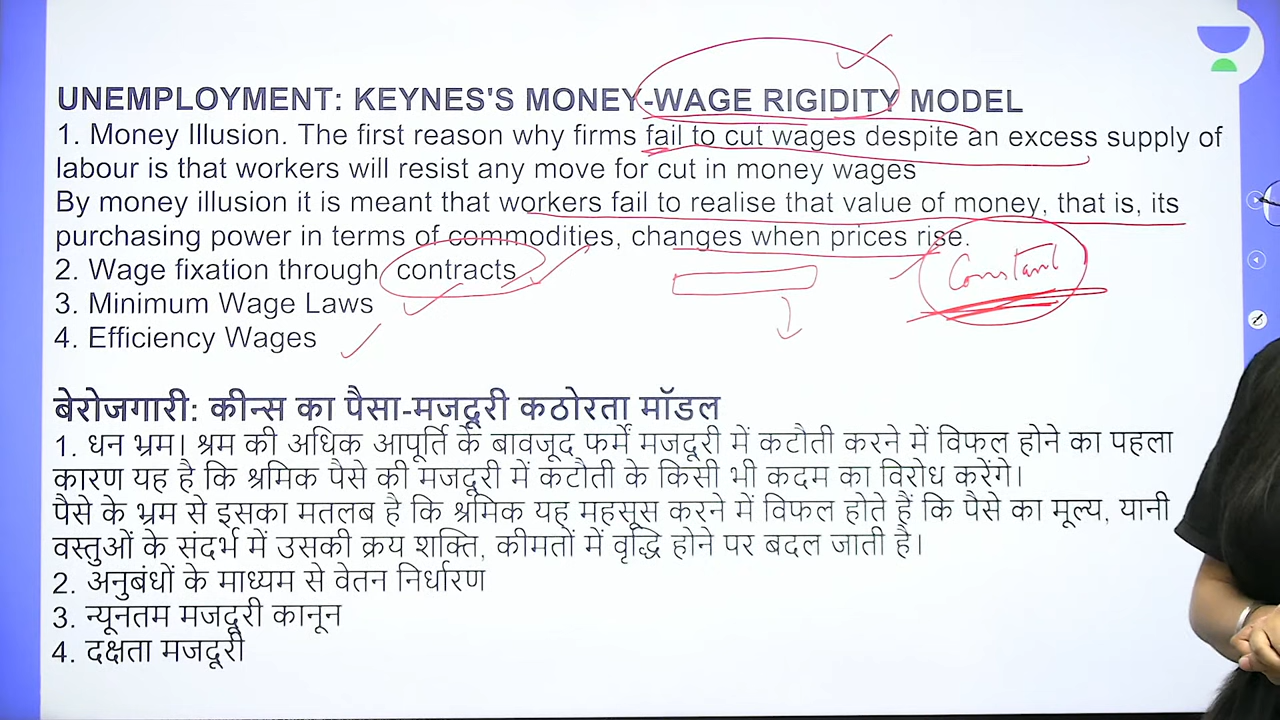 UNEMPLOYMENT: KEYNES'S MONEY-WAGE RIGIDITY MODEL
1. Money Illusion. The first reason why firms fail to cut wages despite an excess supply of
labour is that workers will resist any move for cut in money wages
By money illusion it is meant that workers fail to realise that value of money, that is, its
purchasing power in terms of commodities, changes when prices rise.
2. Wage fixation through contracts
Constant
3. Minimum Wage Laws
4. Efficiency Wages
बेरोजगारी: कीन्स का पैसा-मजदूरी कठोरता मॉडल
1. धन भ्रम। श्रम की अधिक आपूर्ति के बावजूद फर्में मजदूरी में कटौती करने में विफल होने का पहला
कारण यह है कि श्रमिक पैसे की मजदूरी में कटौती के किसी भी कदम का विरोध करेंगे।
पैसे के भ्रम से इसका मतलब है कि श्रमिक यह महसूस करने में विफल होते हैं कि पैसे का मूल्य, यानी
वस्तुओं के संदर्भ में उसकी क्रय शक्ति, कीमतों में वृद्धि होने पर बदल जाती है।
2. अनुबंधों के माध्यम से वेतन निर्धारण
3. न्यूनतम मजदूरी कानून
4. दक्षता मजदूरी